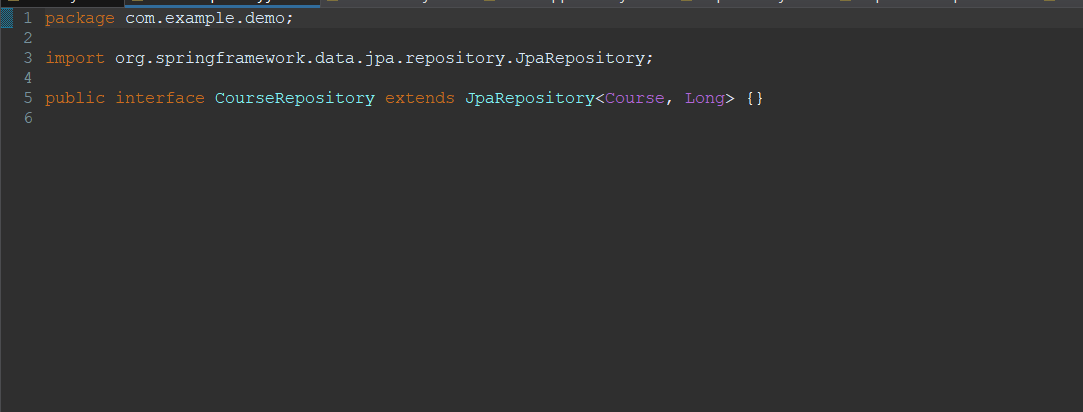 1 package com.example.demo;
2
3 import org.springframework.data.jpa.repository.JpaRepository;
4
5 public interface CourseRepository extends JpaRepository<Course, Long> {}
6